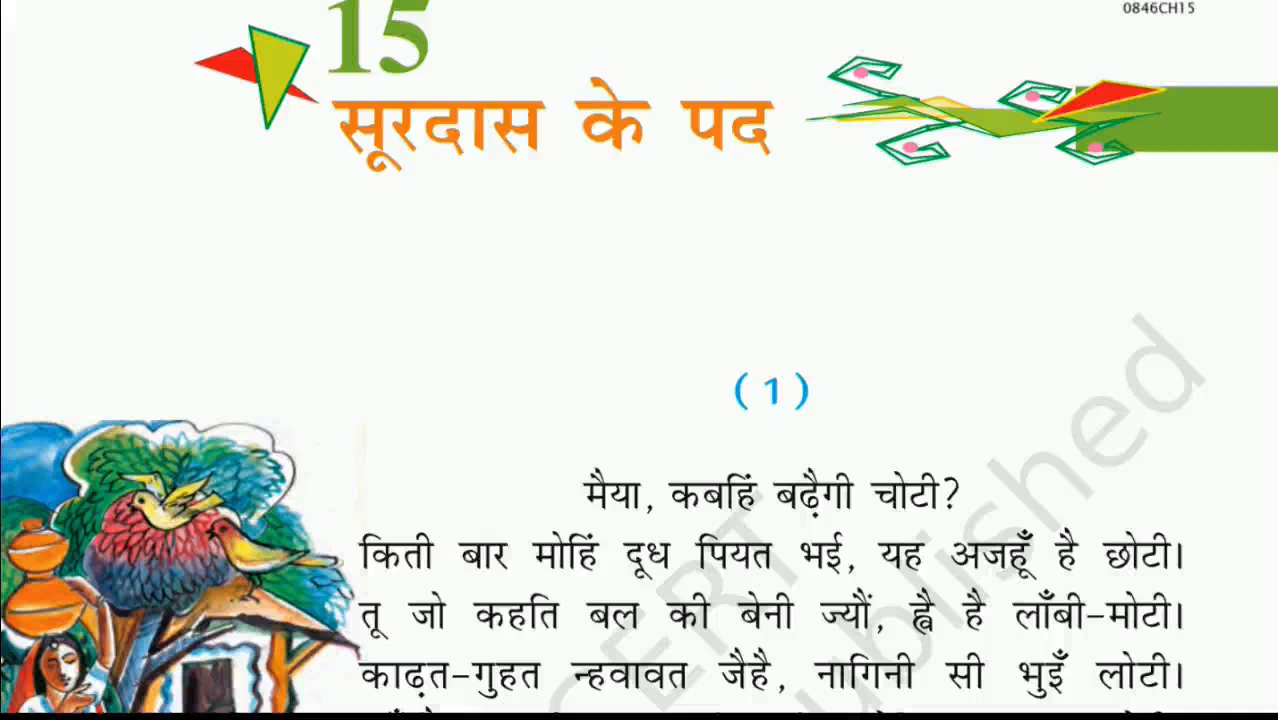 0846CH15
15
सूरदास के पद
( 1 )
मैया, कबहिं बढ़ैगी चोटी?
किती बार मोहिं दूध पियत भई, यह अजहूँ है छोटी।
तू जो कहति बल की बेनी ज्यौं, ह्वै है लाँबी-मोटी।
काढ़त-गुहत न्हवावत जैहै, नागिनी सी भुइँ लोटी।